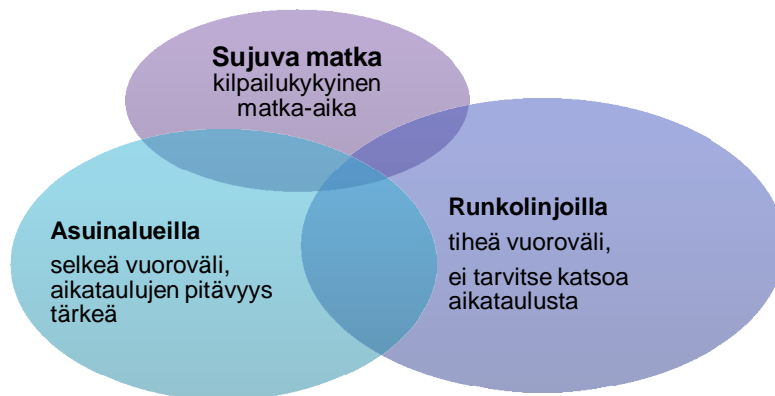 Sujuva matka
kilpailukykyinen
matka-aika
Asuinalueilla
selkeä vuoroväli,
aikataulujen pitävyys
tärkeä
Runkolinjoilla
tiheä vuoroväli,
ei tarvitse katsoa
aikataulusta